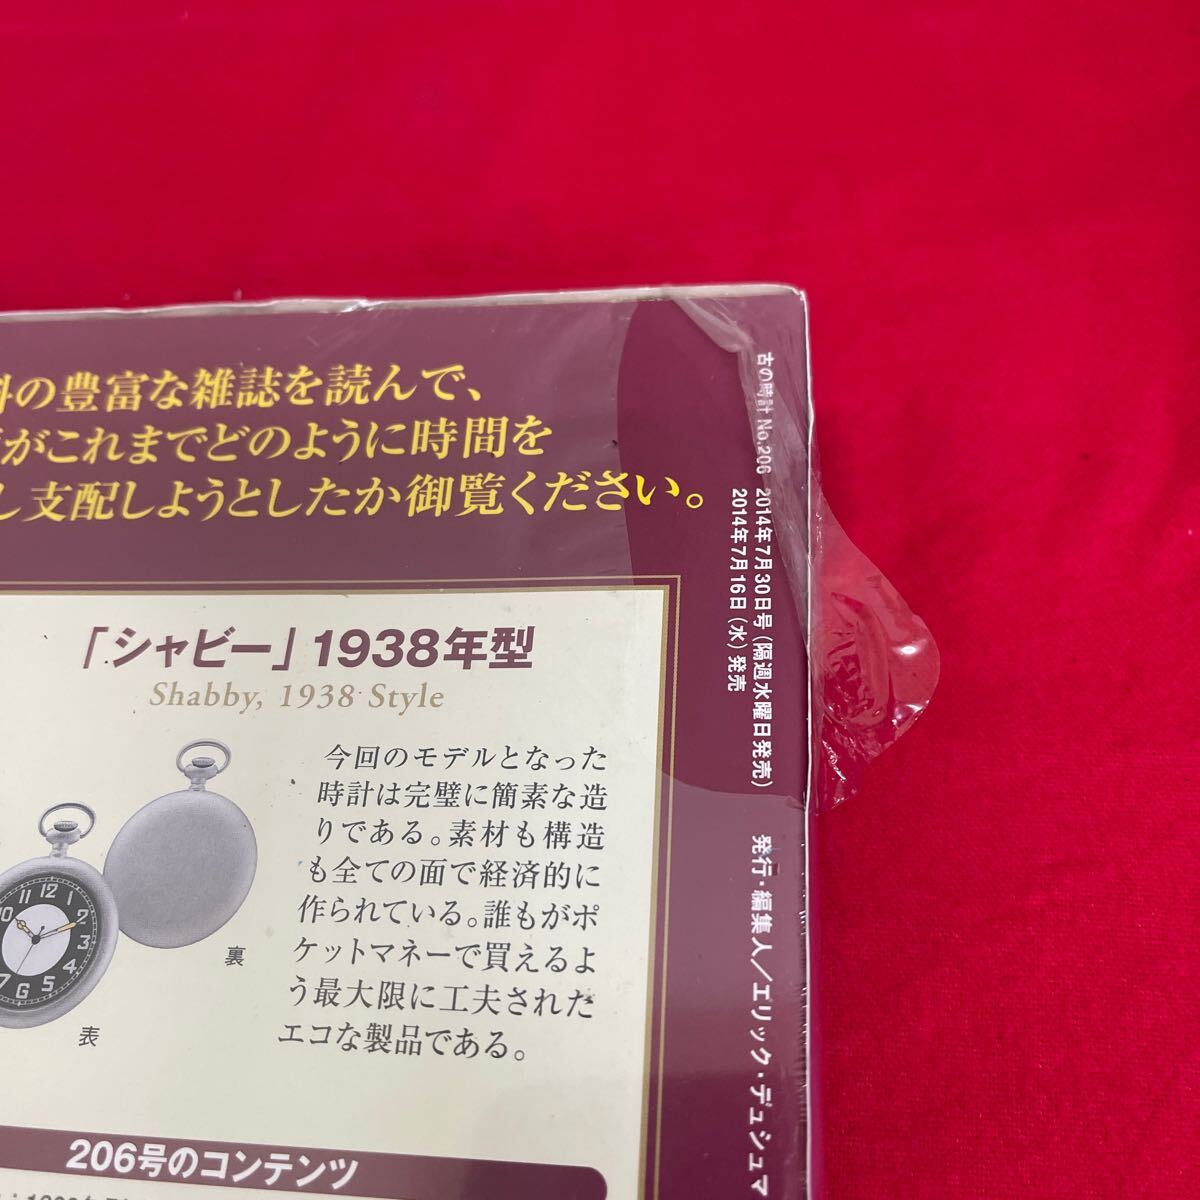 の豊富な雑誌を読んで、
がこれまでどのように時間を
し支配しようとしたか御覧ください。
「シャビー」1938年型
Shabby, 1938 Style
今回のモデルとなった
時計は完璧に簡素な造
りである。素材も構造
も全ての面で経済的に
作られている。誰もがポ
ケットマネーで買えるよ
う最大限に工夫された
エコな製品である。
裏
表
10 11 12 1 2 3 4 5 G 7
206号のコンテンツ
古の時計 No.206 2014年7月30日号(隔週水曜日発売)
2014年7月16日(水)発売
発行・編集人/エリック・デュシュマ